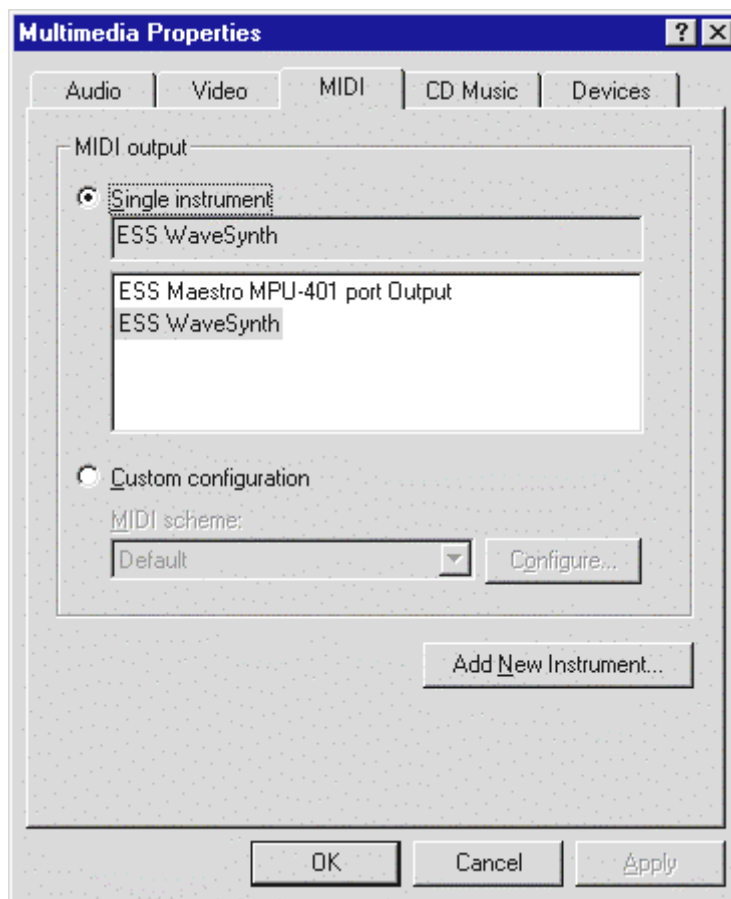 Multimedia Properties
Audio Video MIDI CD Music Devices
MIDI output
Single instrument
ESS WaveSynth
ESS Maestro MPU-401 port Output
ESS WaveSynth
Custom configuration
MIDI scheme:
Default Configure...
Add New Instrument...
OK Cancel Apply